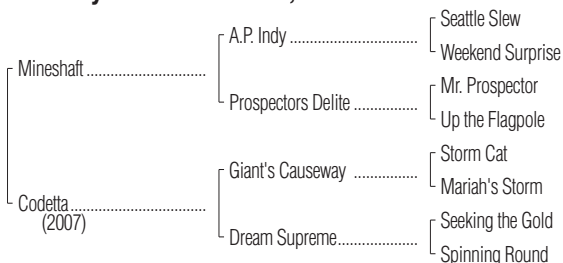 Seattle Slew
A.P. Indy ........................................
Weekend Surprise
Mineshaft ....................................
Mr. Prospector
Prospectors Delite ...................
Up the Flagpole
Storm Cat
Giant's Causeway ...................
Mariah's Storm
Codetta.........................................
(2007)
Seeking the Gold
Dream Supreme........................
Spinning Round